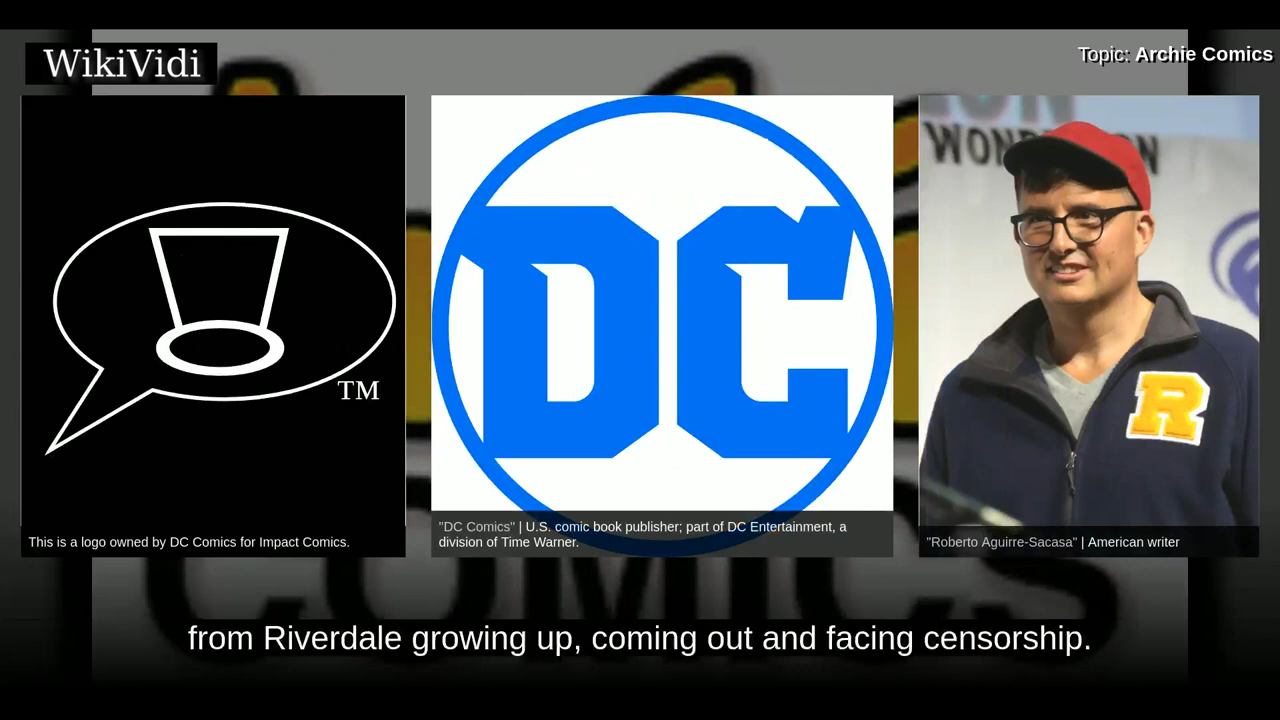 WikiVidi
Topic: Archie Comics
TM
This is a logo owned by DC Comics for Impact Comics.
DC
"DC Comics" | U.S. comic book publisher; part of DC Entertainment, a
division of Time Warner.
R
"Roberto Aguirre-Sacasa" | American writer
COMICS
from Riverdale growing up, coming out and facing censorship.